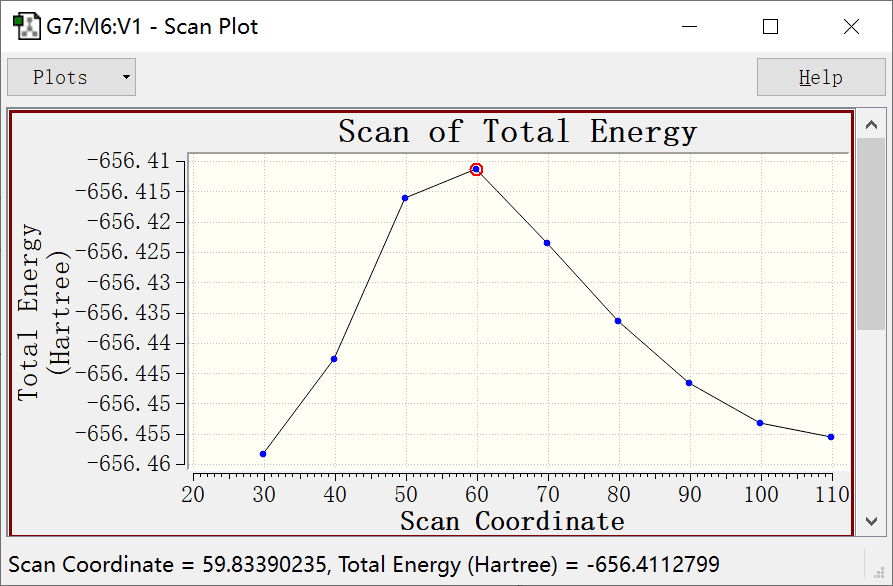 G7:M6:V1 - Scan Plot
Plots
Help
Scan of Total Energy
Total Energy
(Hartree)
-656.41
-656.415
-656.42
-656.425
-656.43
-656.435
-656.44
-656.445
-656.45
-656.455
-656.46
20 30 40 50 60 70 80 90 100 110
Scan Coordinate
Scan Coordinate = 59.83390235, Total Energy (Hartree) = -656.4112799